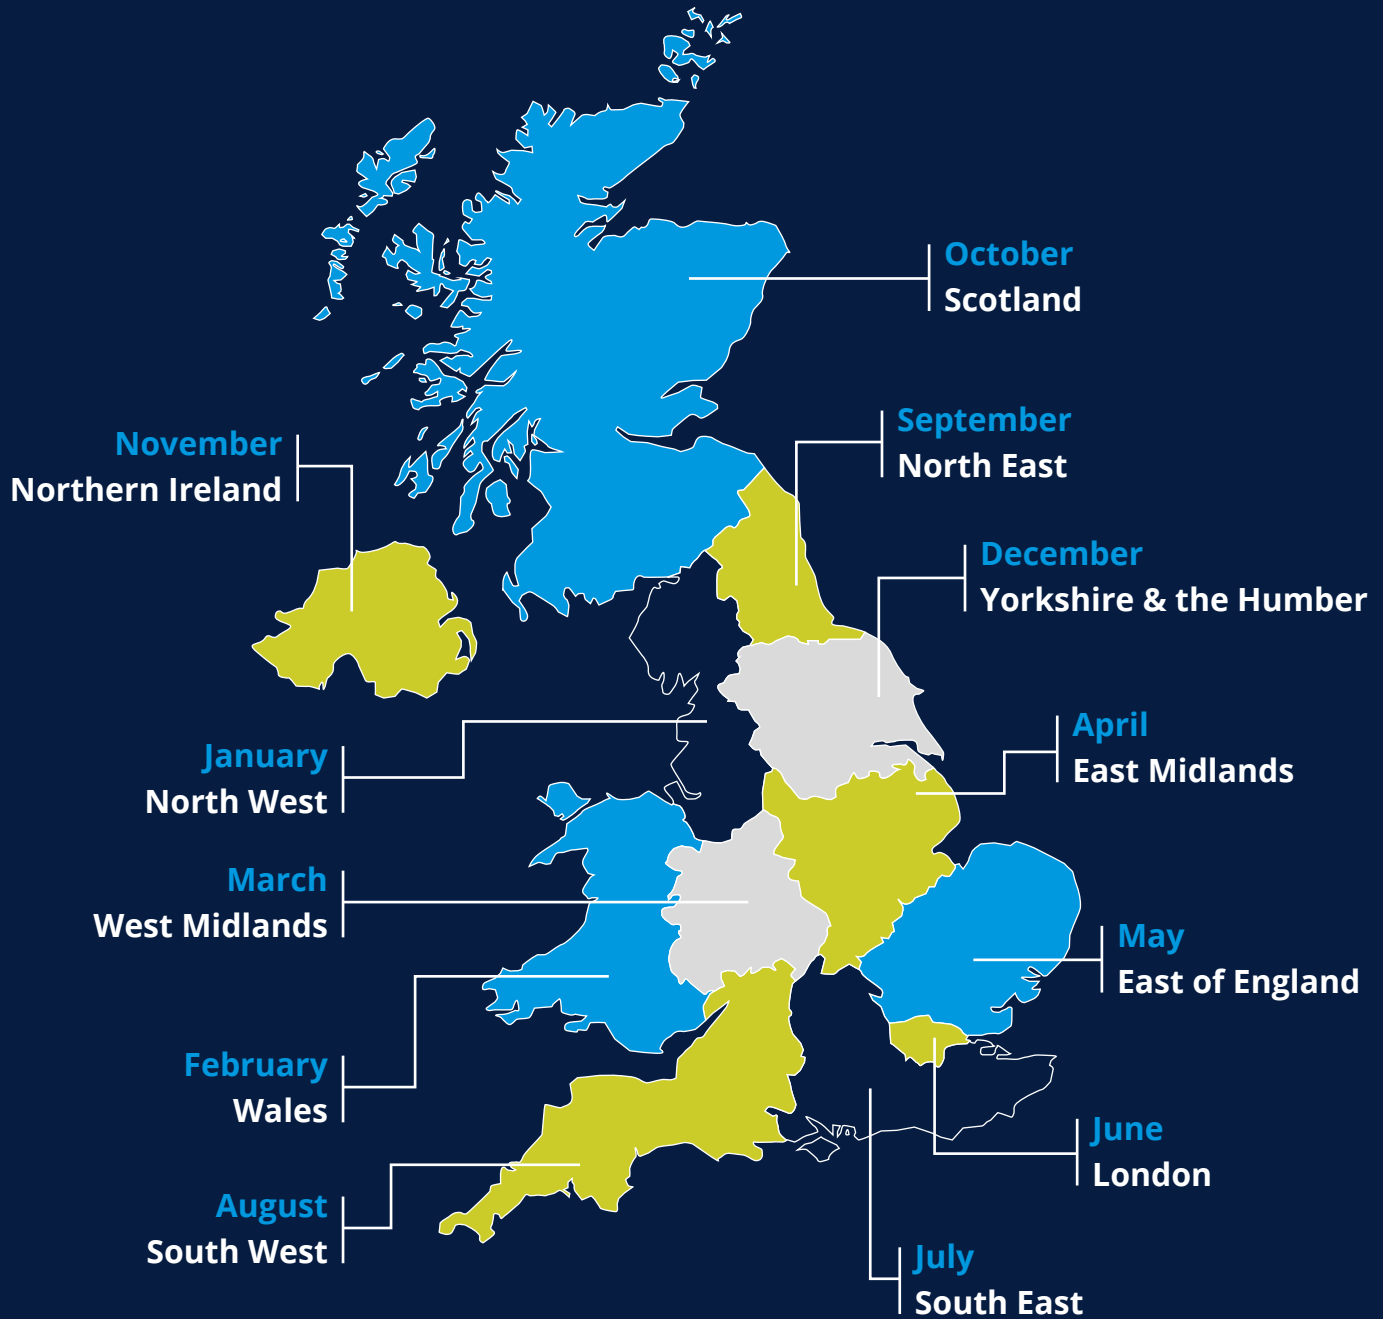 October
Scotland
September
North East
November
Northern Ireland
December
Yorkshire & the Humber
April
East Midlands
January
North West
March
West Midlands
May
East of England
February
Wales
June
London
August
South West
July
South East